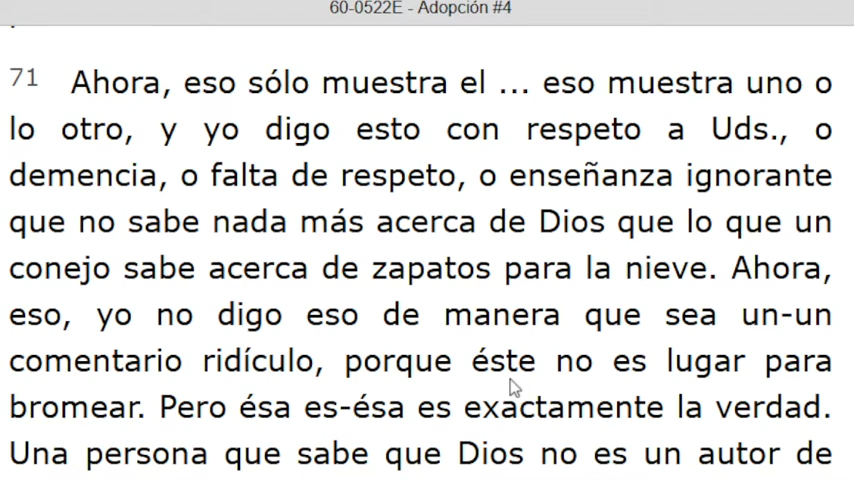 60-0522E - Adopción #4
71 Ahora, eso sólo muestra el ... eso muestra uno o
lo otro, y yo digo esto con respeto a Uds., o
demencia, o falta de respeto, o enseñanza ignorante
que no sabe nada más acerca de Dios que lo que un
conejo sabe acerca de zapatos para la nieve. Ahora,
eso, yo no digo eso de manera que sea un-un
comentario ridículo, porque éste no es lugar para
bromear. Pero ésa es-ésa es exactamente la verdad.
Una persona que sabe que Dios no es un autor de